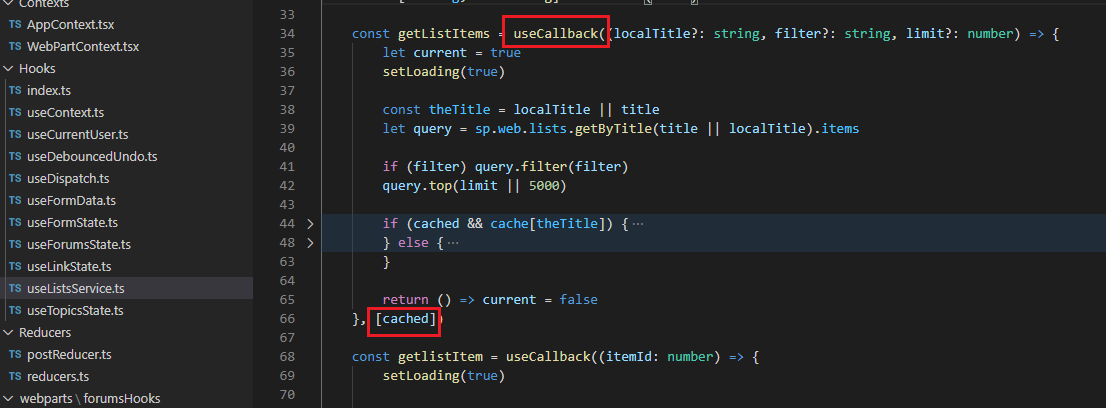 Contexts
TS AppContext.tsx
TS WebPartContext.tsx
Hooks
TS index.ts
TS useContext.ts
TS useCurrentUser.ts
TS useDebouncedUndo.ts
TS useDispatch.ts
TS useFormData.ts
TS useFormState.ts
TS useForumsState.ts
TS useLinkState.ts
TS useListsService.ts
TS useTopicsState.ts
Reducers
TS postReducer.ts
TS reducers.ts
webparts \ forumsHooks
33
34 const getListItems = useCallback((localTitle?: string, filter?: string, limit?: number) => {
35 let current = true
36 setLoading(true)
37
38 const theTitle = localTitle || title
39 let query = sp.web.lists.getByTitle(title || localTitle).items
40
41 if (filter) query.filter(filter)
42 query.top(limit || 5000)
43
44 if (cached && cache[theTitle]) {···
48 } else {···
63 }
64
65 return () => current = false
66 }, [cached])
67
68 const getlistItem = useCallback((itemId: number) => {
69 setLoading(true)
70